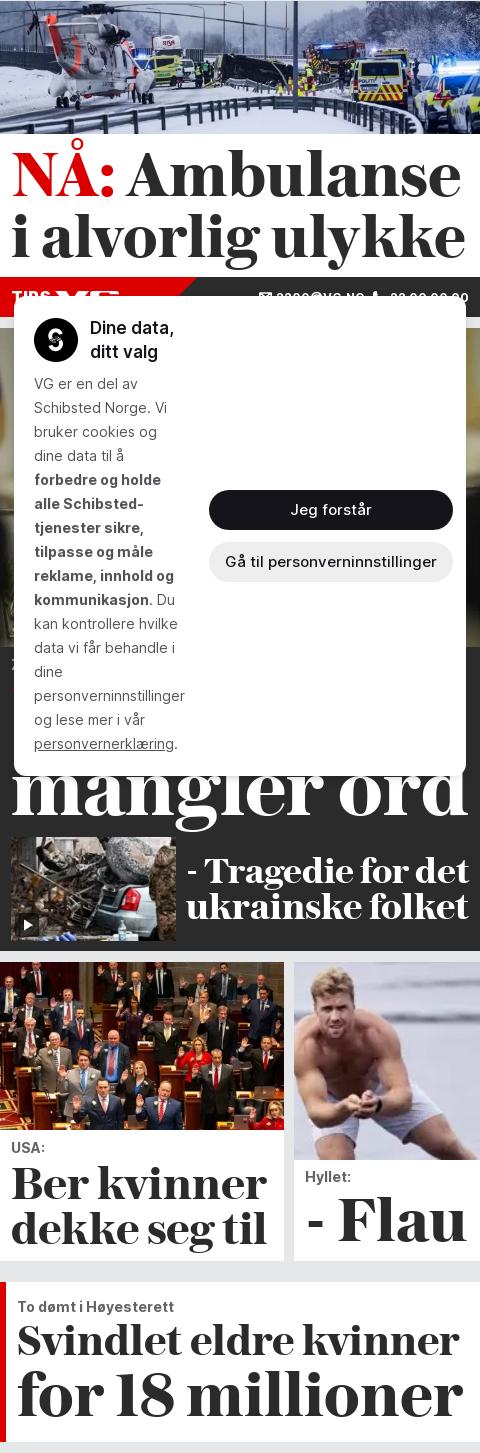 NÅ: Ambulanse
i alvorlig ulykke
Dine data,
ditt valg
VG er en del av
Schibsted Norge. Vi
bruker cookies og
dine data til å
forbedre og holde
alle Schibsted-
tjenester sikre,
tilpasse og måle
reklame, innhold og
kommunikasjon. Du
kan kontrollere hvilke
data vi får behandle i
dine
personverninnstillinger
og lese mer i vår
personvernerklæring.
Jeg forstår
Gå til personverninnstillinger
mangler ord
- Tragedie for det
ukrainske folket
USA:
Ber kvinner
dekke seg til
Hyllet:
- Flau
To dømt i Høyesterett
Svindlet eldre kvinner
for 18 millioner